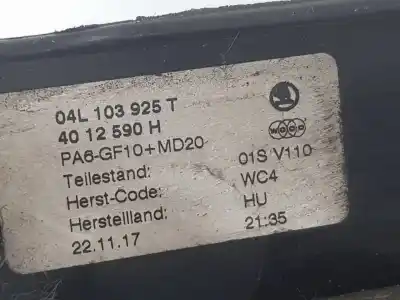 04L 103 925 T
40 12 590 H
WOCO
PA6-GF10+MD20
Teilestand: 01S V110
Herst-Code: WC4
Herstellland: HU
22.11.17 21:35